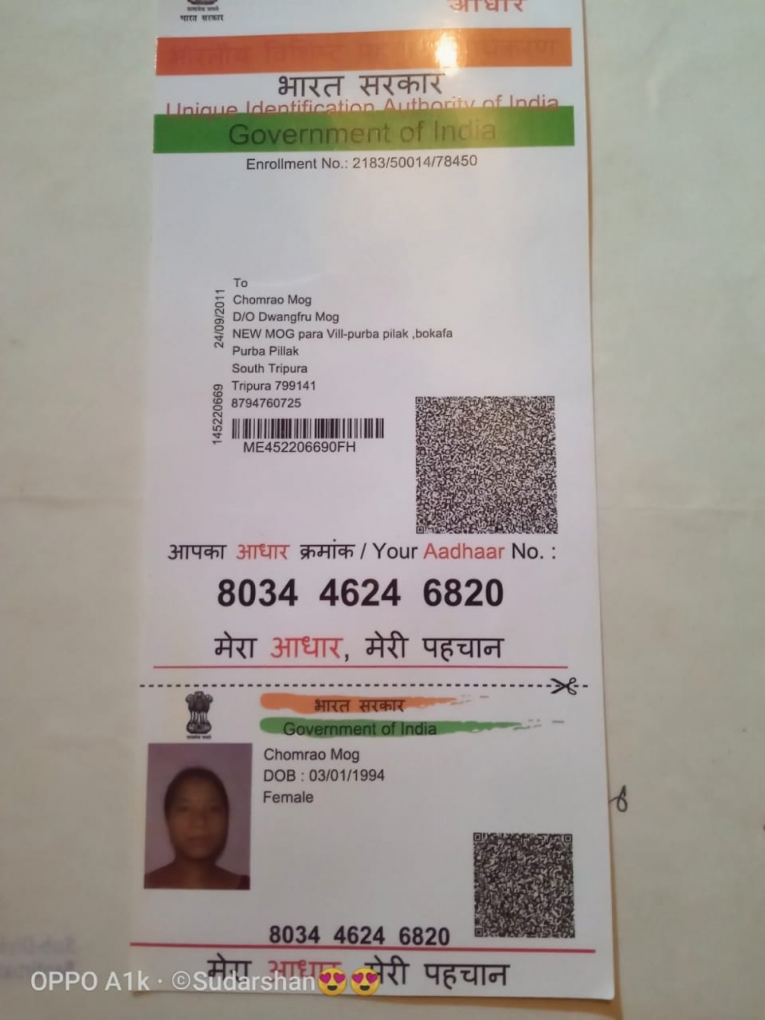 भारत सरकार
आधार
भारत सरकार
Unique Identification Authority of India
Government of India
Enrollment No.: 2183/50014/78450
To
Chomrao Mog
D/O Dwangfru Mog
NEW MOG para Vill-purba pilak ,bokafa
Purba Pillak
South Tripura
Tripura 799141
8794760725
24/09/2011
145220669
ME452206690FH
आपका आधार क्रमांक / Your Aadhaar No. :
8034 4624 6820
मेरा आधार, मेरी पहचान
भारत सरकार
Government of India
Chomrao Mog
DOB : 03/01/1994
Female
8034 4624 6820
मेरा आधार मेरी पहचान
OPPO A1k · ©Sudarshan😍😍